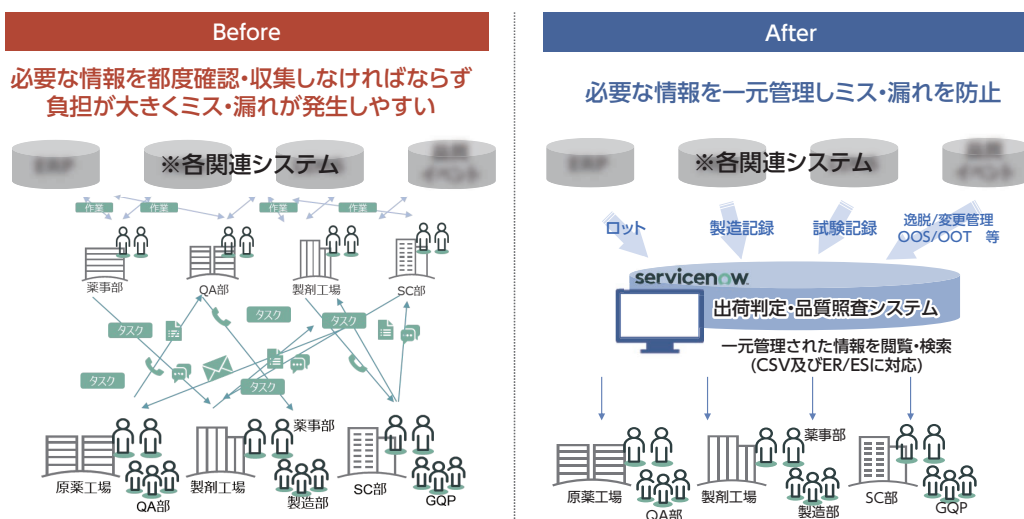 Before
必要な情報を都度確認・収集しなければならず
負担が大きくミス・漏れが発生しやすい
※各関連システム
作業
作業
作業
作業
薬事部
QA部
製剤工場
SC部
タスク
タスク
タスク
タスク
タスク
原薬工場
QA部
製剤工場
薬事部
製造部
SC部
GQP
After
必要な情報を一元管理しミス・漏れを防止
※各関連システム
ロット
製造記録
試験記録
逸脱/変更管理
OOS/OOT 等
servicenow
出荷判定・品質照査システム
一元管理された情報を閲覧・検索
(CSV及びER/ESに対応)
原薬工場
QA部
製剤工場
薬事部
製造部
SC部
GQP